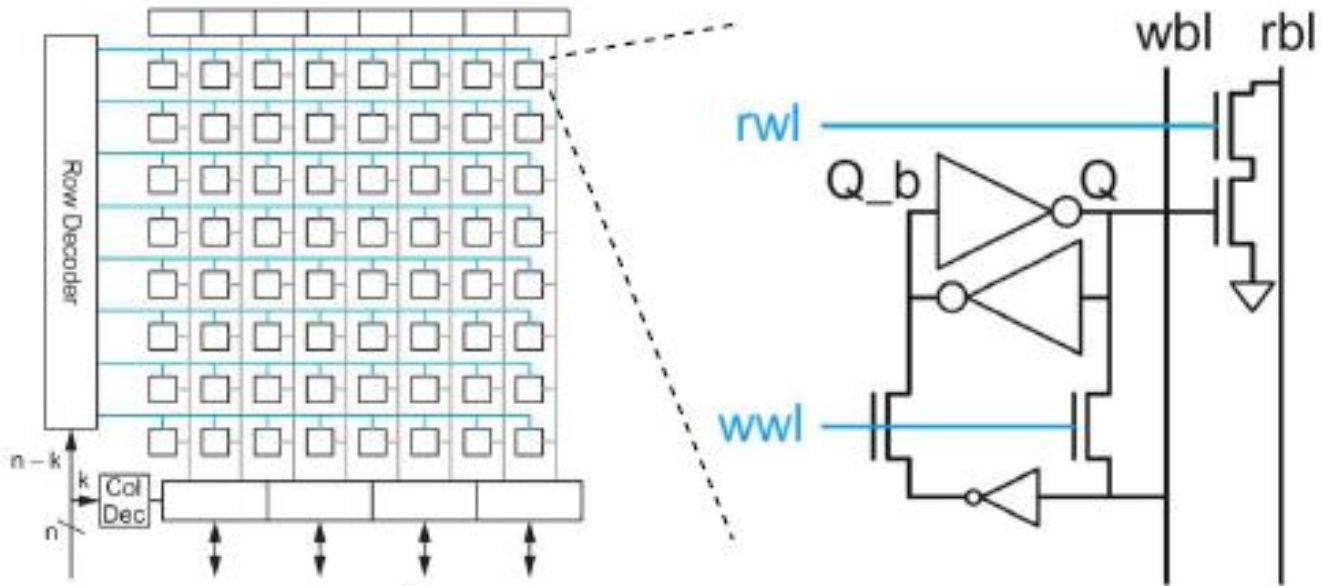 Row Decoder
n – k
k
Col
Dec
n
wbl
rbl
rwl
Q_b
Q
wwl